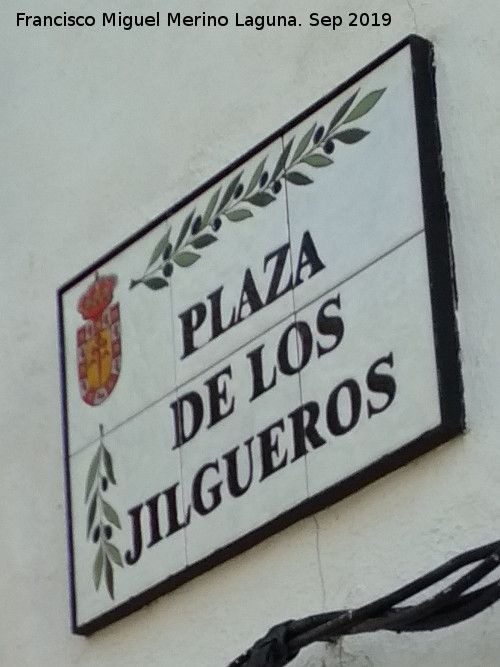 Francisco Miguel Merino Laguna. Sep 2019
PLAZA
DE LOS
JILGUEROS